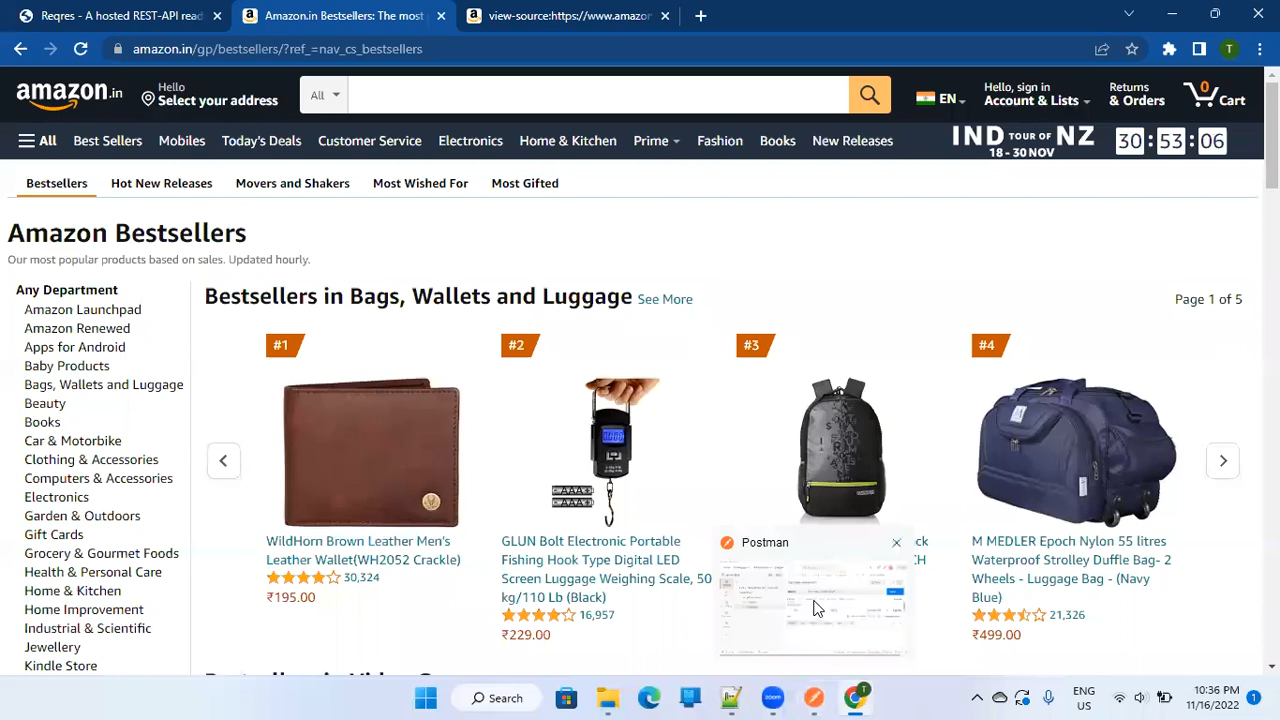 Reqres - A REST-API ready
Amazon.in Bestsellers: The most
view-source:https://www.amazon
T
amazon.in/gp/bestsellers/?ref_=nav_cs_bestsellers
T
amazon.in
Hello
Select your address
All
EN
Hello, sign in
Account & Lists
Returns
& Orders
0
Cart
All
Best Sellers
Mobiles
Today's Deals
Customer Service
Electronics
Home & Kitchen
Prime
Fashion
Books
New Releases
IND TOUR OF NZ
18 - 30 NOV
30 : 53 : 06
Bestsellers
Hot New Releases
Movers and Shakers
Most Wished For
Most Gifted
Amazon Bestsellers
Our most popular products based on sales. Updated hourly.
Any Department
Amazon Launchpad
Amazon Renewed
Apps for Android
Baby Products
Bags, Wallets and Luggage
Beauty
Books
Car & Motorbike
Clothing & Accessories
Computers & Accessories
Electronics
Garden & Outdoors
Gift Cards
Grocery & Gourmet Foods
Health & Personal Care
Home Improvement
Industrial &
Jewellery
Kindle Store
Bestsellers in Bags, Wallets and Luggage See More
Page 1 of 5
#1
WildHorn Brown Leather Men's
Leather Wallet(WH2052 Crackle)
30,324
₹195.00
#2
AAA
AAA
GLUN Bolt Electronic Portable
Fishing Hook Type Digital LED
Screen Luggage Weighing Scale, 50
kg/110 Lb (Black)
₹229.00
#3
Postman
#4
M MEDLER Epoch Nylon 55 litres
Waterproof Strolley Duffle Bag- 2
Wheels - Luggage Bag - (Navy
Blue)
21,326
₹499.00
Search
zoom
T
ENG
US
10:36 PM
11/16/2022
1